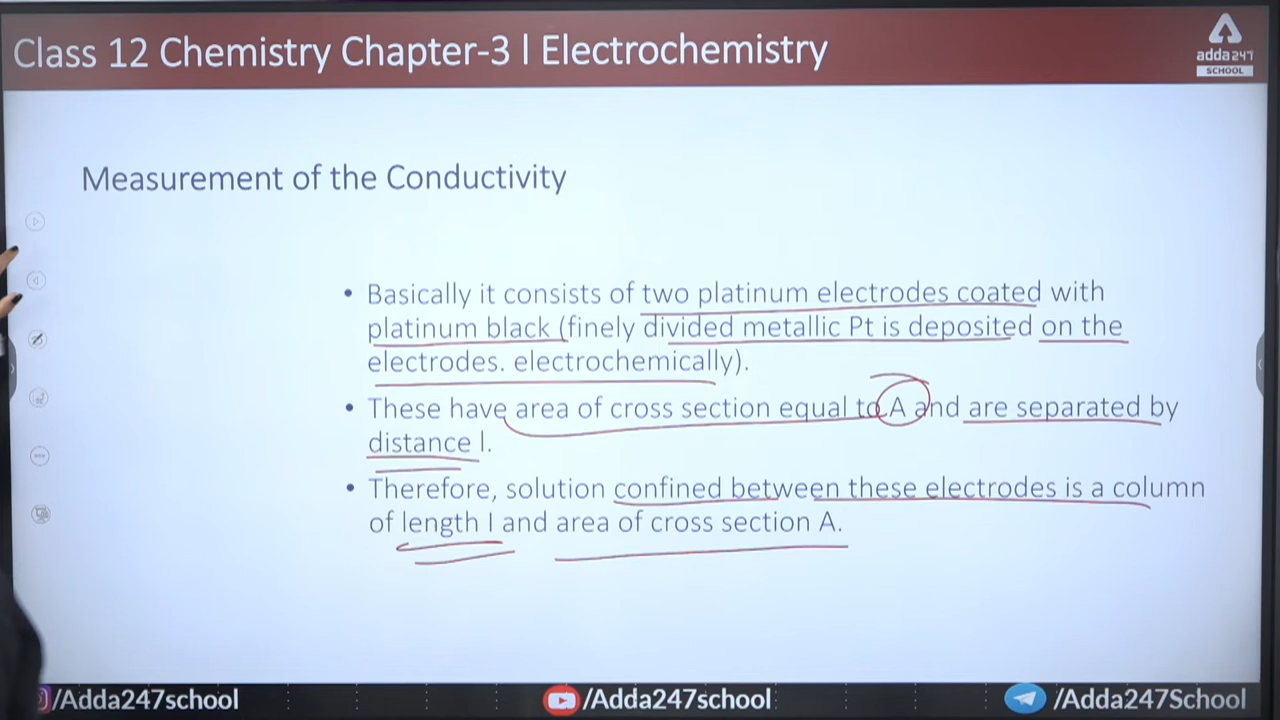 Class 12 Chemistry Chapter-3 l Electrochemistry
adda247
SCHOOL
Measurement of the Conductivity
• Basically it consists of two platinum electrodes coated with
platinum black (finely divided metallic Pt is deposited on the
electrodes. electrochemically).
• These have area of cross section equal to A and are separated by
distance l.
• Therefore, solution confined between these electrodes is a column
of length l and area of cross section A.
/Adda247school
/Adda247school
/Adda247School